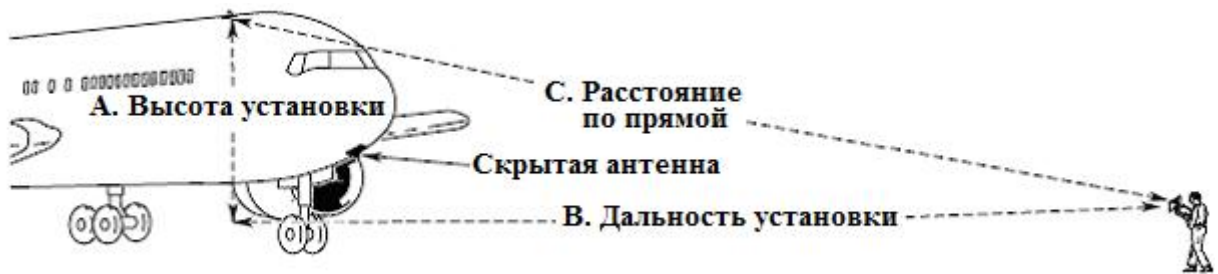 C. Расстояние
по прямой
A. Высота установки
Скрытая антенна
B. Дальность установки